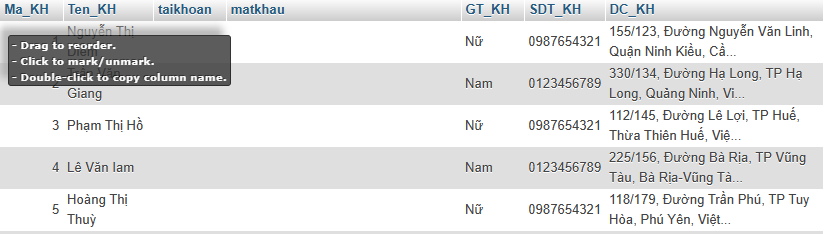 Ma_KH Ten_KH taikhoan matkhau GT_KH SDT_KH DC_KH
- Drag to reorder.
- Click to mark/unmark.
- Double-click to copy column name.
Nguyễn Thị
Nữ 0987654321 155/123, Đường Nguyễn Văn Linh,
Quận Ninh Kiều, Cầ...
2 Giang Nam 0123456789 330/134, Đường Hạ Long, TP Hạ
Long, Quảng Ninh, Vi...
3 Phạm Thị Hồ Nữ 0987654321 112/145, Đường Lê Lợi, TP Huế,
Thừa Thiên Huế, Việ...
4 Lê Văn lam Nam 0123456789 225/156, Đường Bà Rịa, TP Vũng
Tàu, Bà Rịa-Vũng Tà...
5 Hoàng Thị
Thuỳ Nữ 0987654321 118/179, Đường Trần Phú, TP Tuy
Hòa, Phú Yên, Việt...